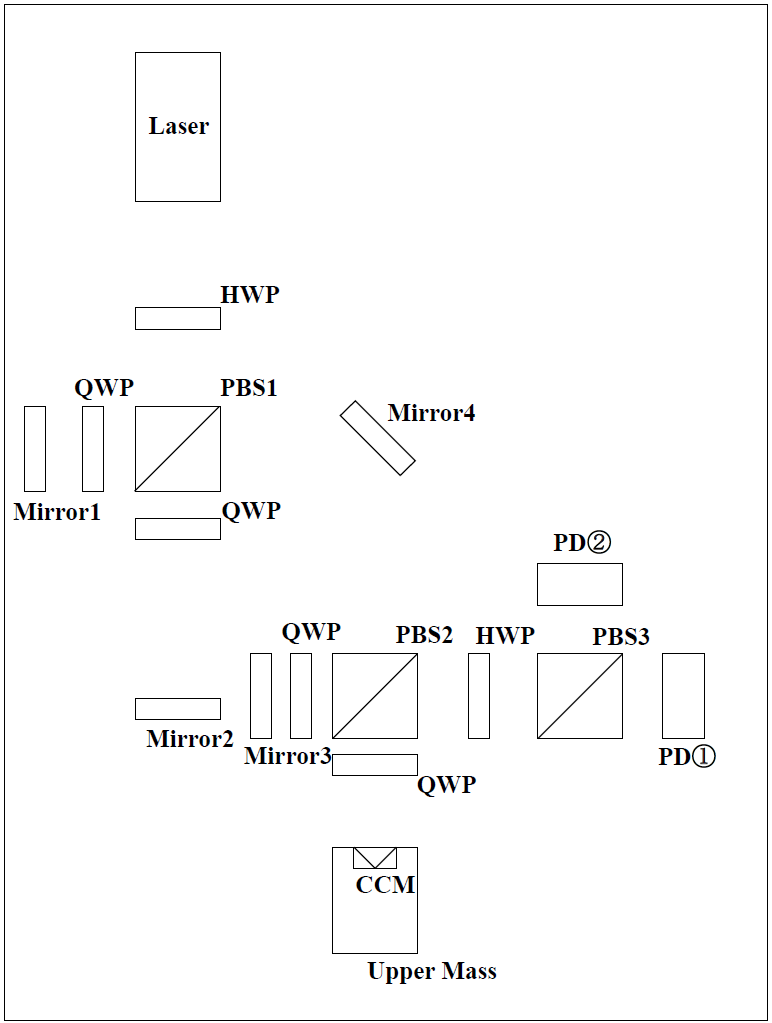 Laser
HWP
QWP
PBS1
Mirror4
Mirror1
QWP
PD②
QWP
PBS2
HWP
PBS3
Mirror2
Mirror3
PD①
QWP
CCM
Upper Mass